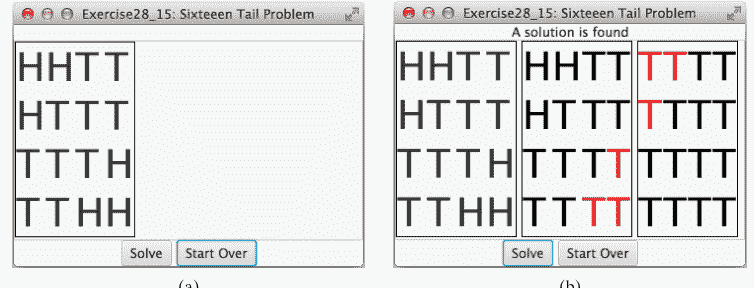 Exercise28_15: Sixteeen Tail Problem
HHTT
HTTT
TTTH
TTHH
Solve Start Over
(a)
Exercise28_15: Sixteeen Tail Problem
A solution is found
HHTT HHTT TTTT
HTTT HTTT TTTT
TTTH TTTT TTTT
TTHH TTTT TTTT
Solve Start Over
(b)